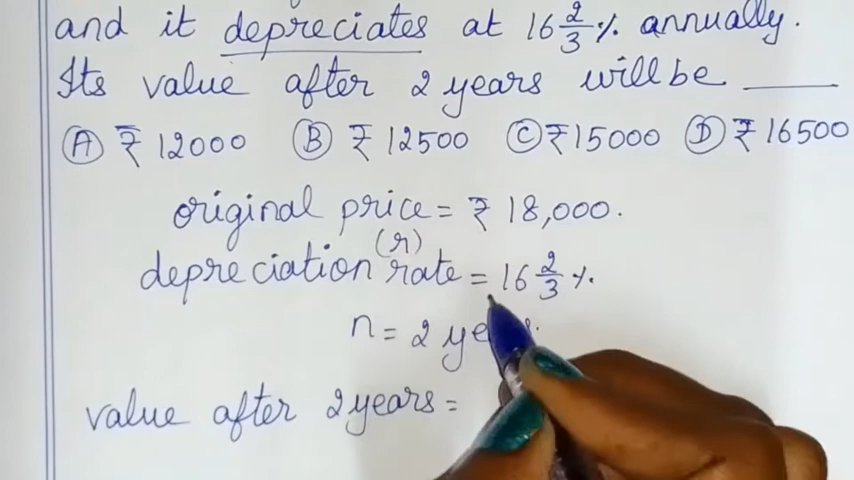 and it depreciates at 16 2/3 % annually.
Its value after 2 years will be ____
(A) ₹ 12000 (B) ₹ 12500 (C) ₹ 15000 (D) ₹ 16500
original price = ₹ 18,000.
(r)
depreciation rate = 16 2/3 %
n = 2
value after 2 years =